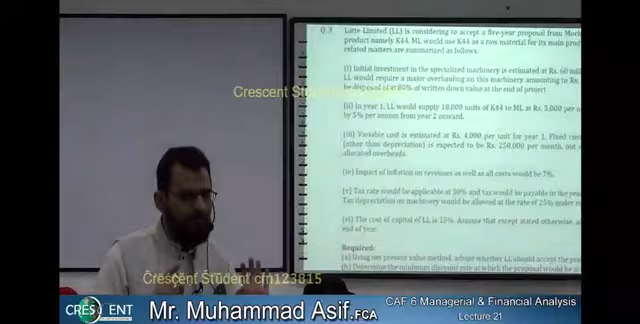 Q.3 Latte Limited (LL) is considering to accept a five-year proposal from
product namely K44. ML would use K44 as a raw material for its main
related matters are summarized as follows:
(i) Initial investment in the specialized machinery is estimated at Rs. 60
LL would require a major overhauling on this machinery amounting to Rs.
be disposed of at 80% of written down value at the end of project
(ii) In year 1, LL would supply 18,000 units of K44 to ML at Rs. 5,000 per
by 5% per annum from year 2 onward.
(iii) Variable cost is estimated at Rs. 4,000 per unit for year 1. Fixed
(other than depreciation) is expected to be Rs. 250,000 per month,
allocated overheads.
(iv) Impact of inflation on revenues as well as all costs would be 7%.
(v) Tax rate would be applicable at 30% and tax would be payable in the
Tax depreciation on machinery would be allowed at the rate of 25% under
(vi) The cost of capital of LL is 15%. Assume that except stated otherwise,
end of year.
Required:
(a) Using net present value method, advise whether LL should accept the
(b) Determine the minimum discount rate at which the proposal would be
Crescent
Crescent Student crn123815
CRESCENT
Mr. Muhammad Asif.FCA
CAF 6 Managerial & Financial Analysis
Lecture 21